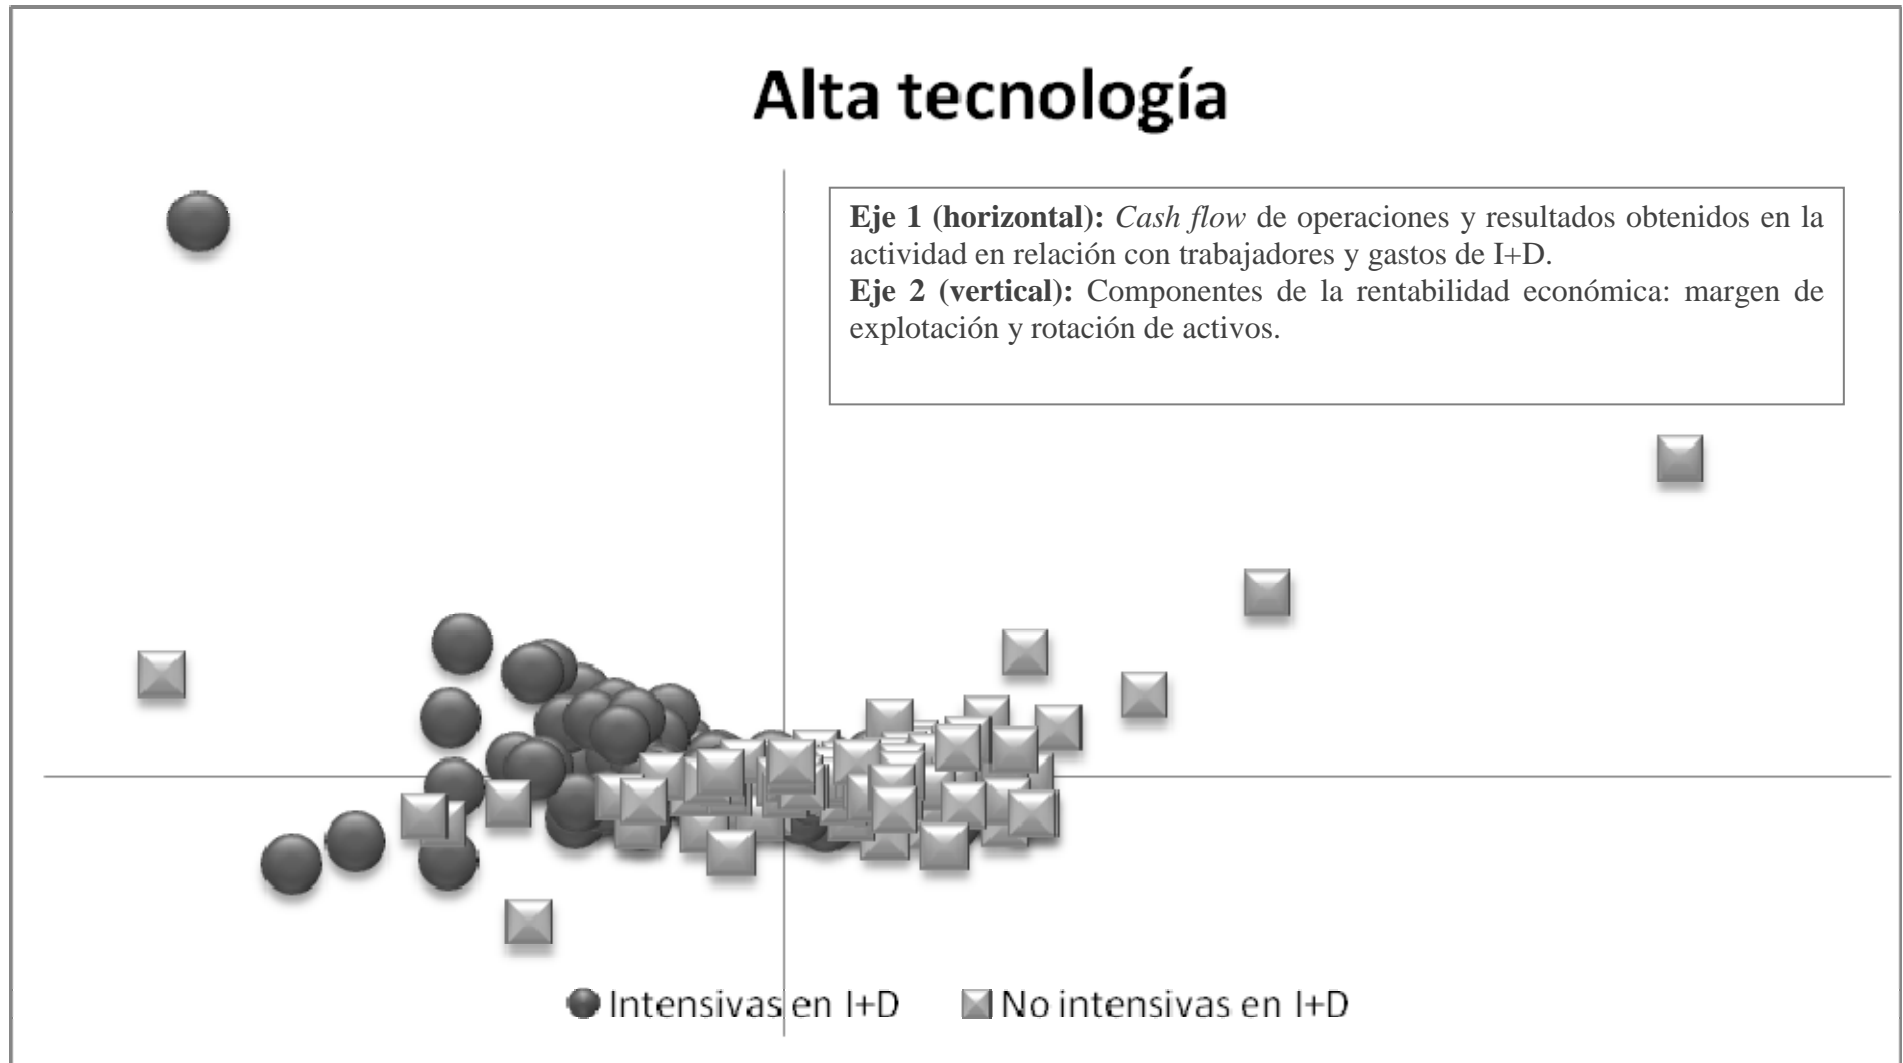 Alta tecnología
Eje 1 (horizontal): Cash flow de operaciones y resultados obtenidos en la
actividad en relación con trabajadores y gastos de I+D.
Eje 2 (vertical): Componentes de la rentabilidad económica: margen de
explotación y rotación de activos.
Intensivas en I+D No intensivas en I+D